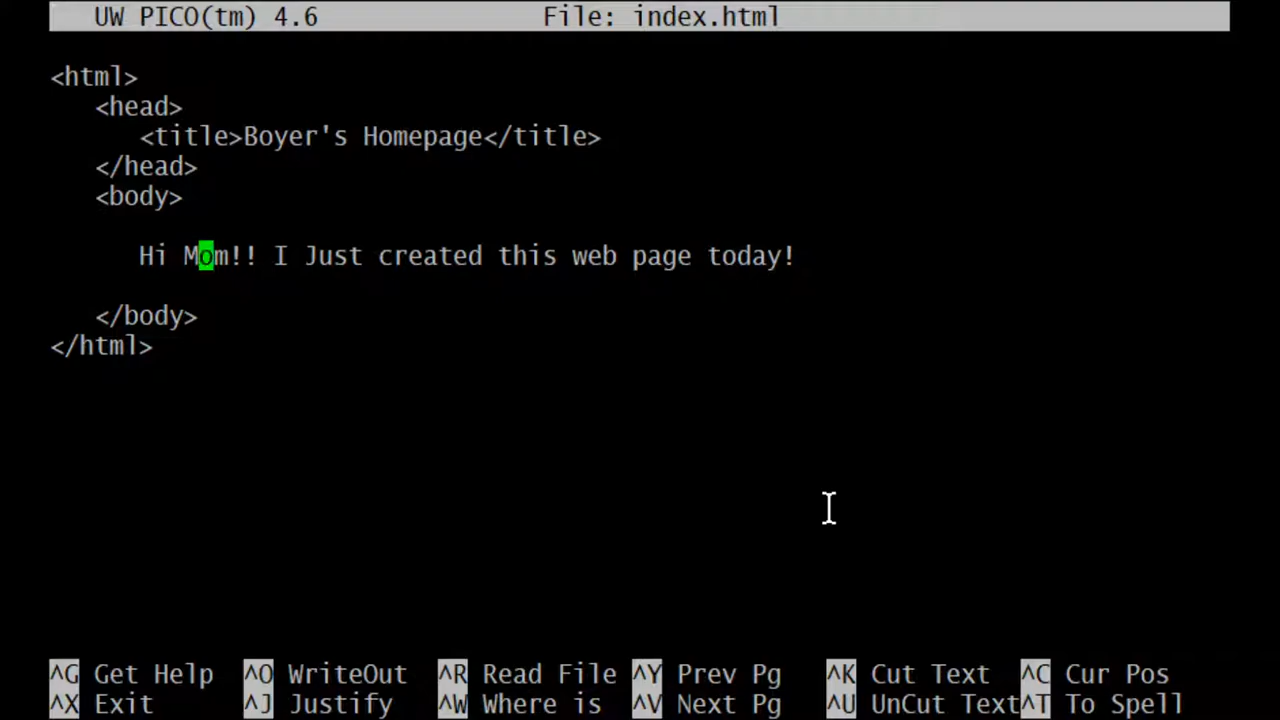 UW PICO(tm) 4.6 File: index.html
<html>
<head>
<title>Boyer's Homepage</title>
</head>
<body>
Hi Mom!! I Just created this web page today!
</body>
</html>
^G Get Help ^O WriteOut ^R Read File ^Y Prev Pg ^K Cut Text ^C Cur Pos
^X Exit ^J Justify ^W Where is ^V Next Pg ^U UnCut Text ^T To Spell